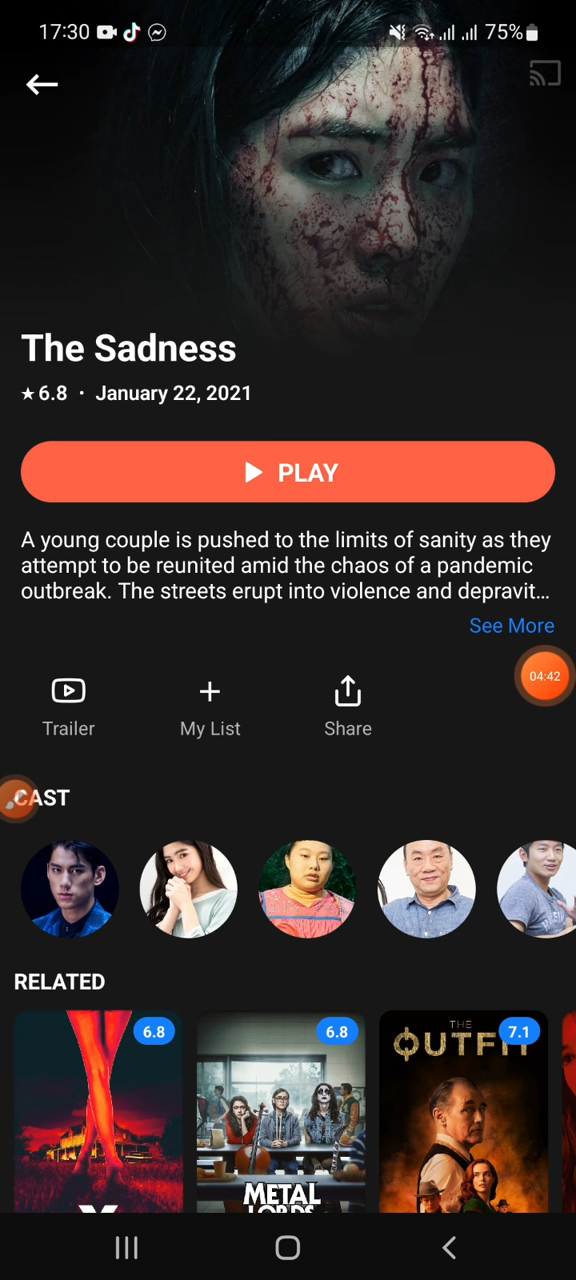 17:30
75%
The Sadness
★ 6.8 · January 22, 2021
PLAY
A young couple is pushed to the limits of sanity as they
attempt to be reunited amid the chaos of a pandemic
outbreak. The streets erupt into violence and depravit...
See More
04:42
Trailer
My List
Share
CAST
RELATED
6.8
6.8
7.1
THE
OUTFIT
METAL
LORDS